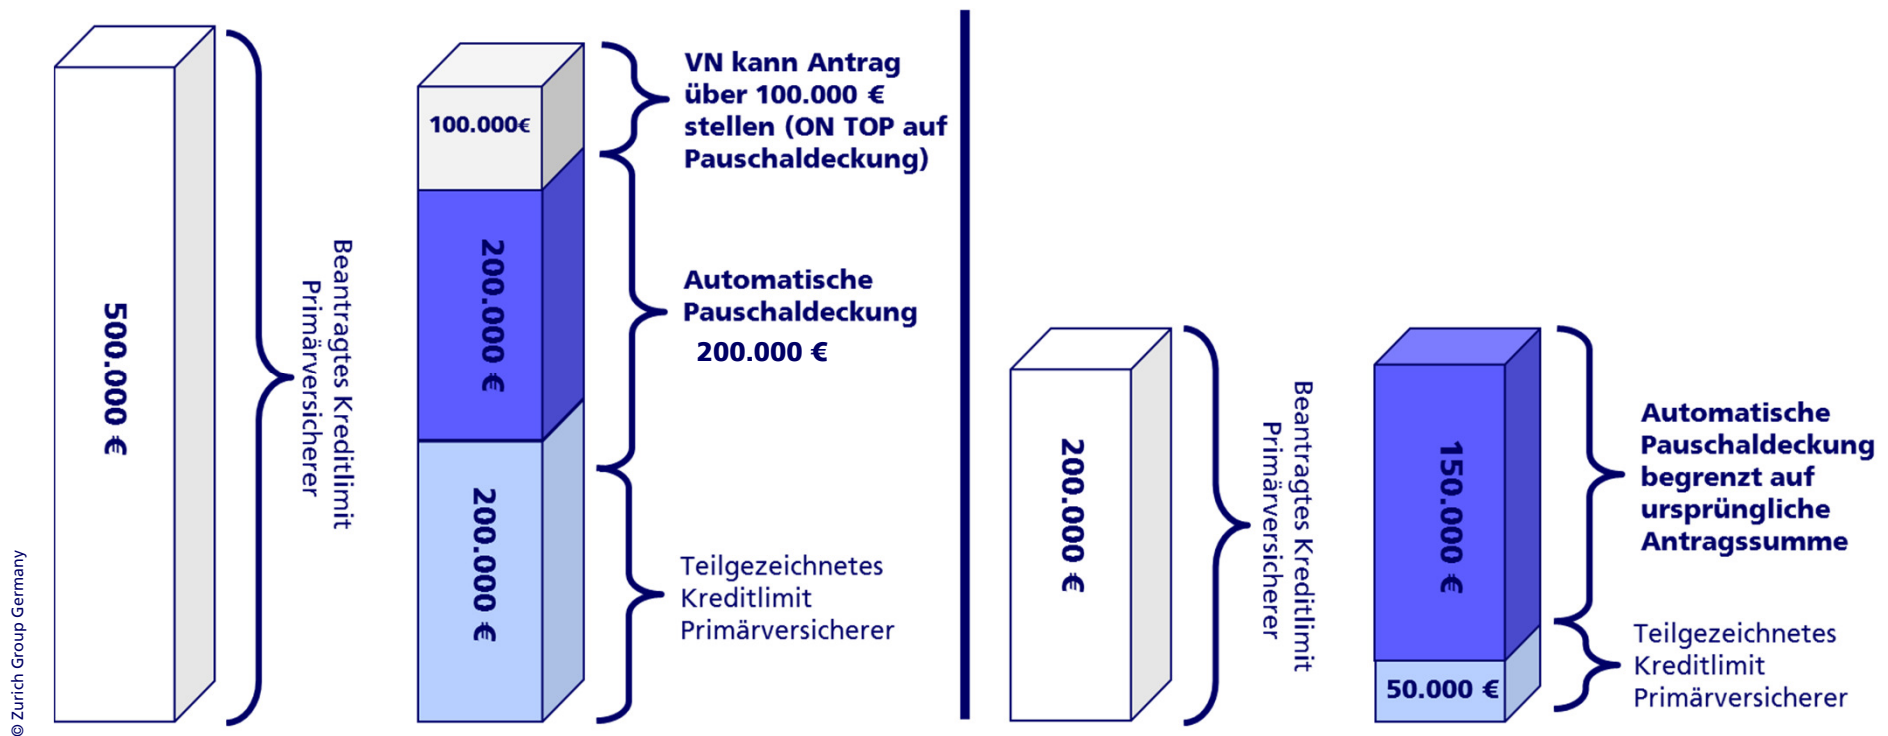 500.000 €
Beantragtes Kreditlimit
Primärversicherer
100.000€
200.000 €
200.000 €
VN kann Antrag
über 100.000 €
stellen (ON TOP auf
Pauschaldeckung)
Automatische
Pauschaldeckung
200.000 €
Teilgezeichnetes
Kreditlimit
Primärversicherer
200.000 €
Beantragtes Kreditlimit
Primärversicherer
150.000 €
50.000 €
Automatische
Pauschaldeckung
begrenzt auf
ursprüngliche
Antragssumme
Teilgezeichnetes
Kreditlimit
Primärversicherer
© Zurich Group Germany